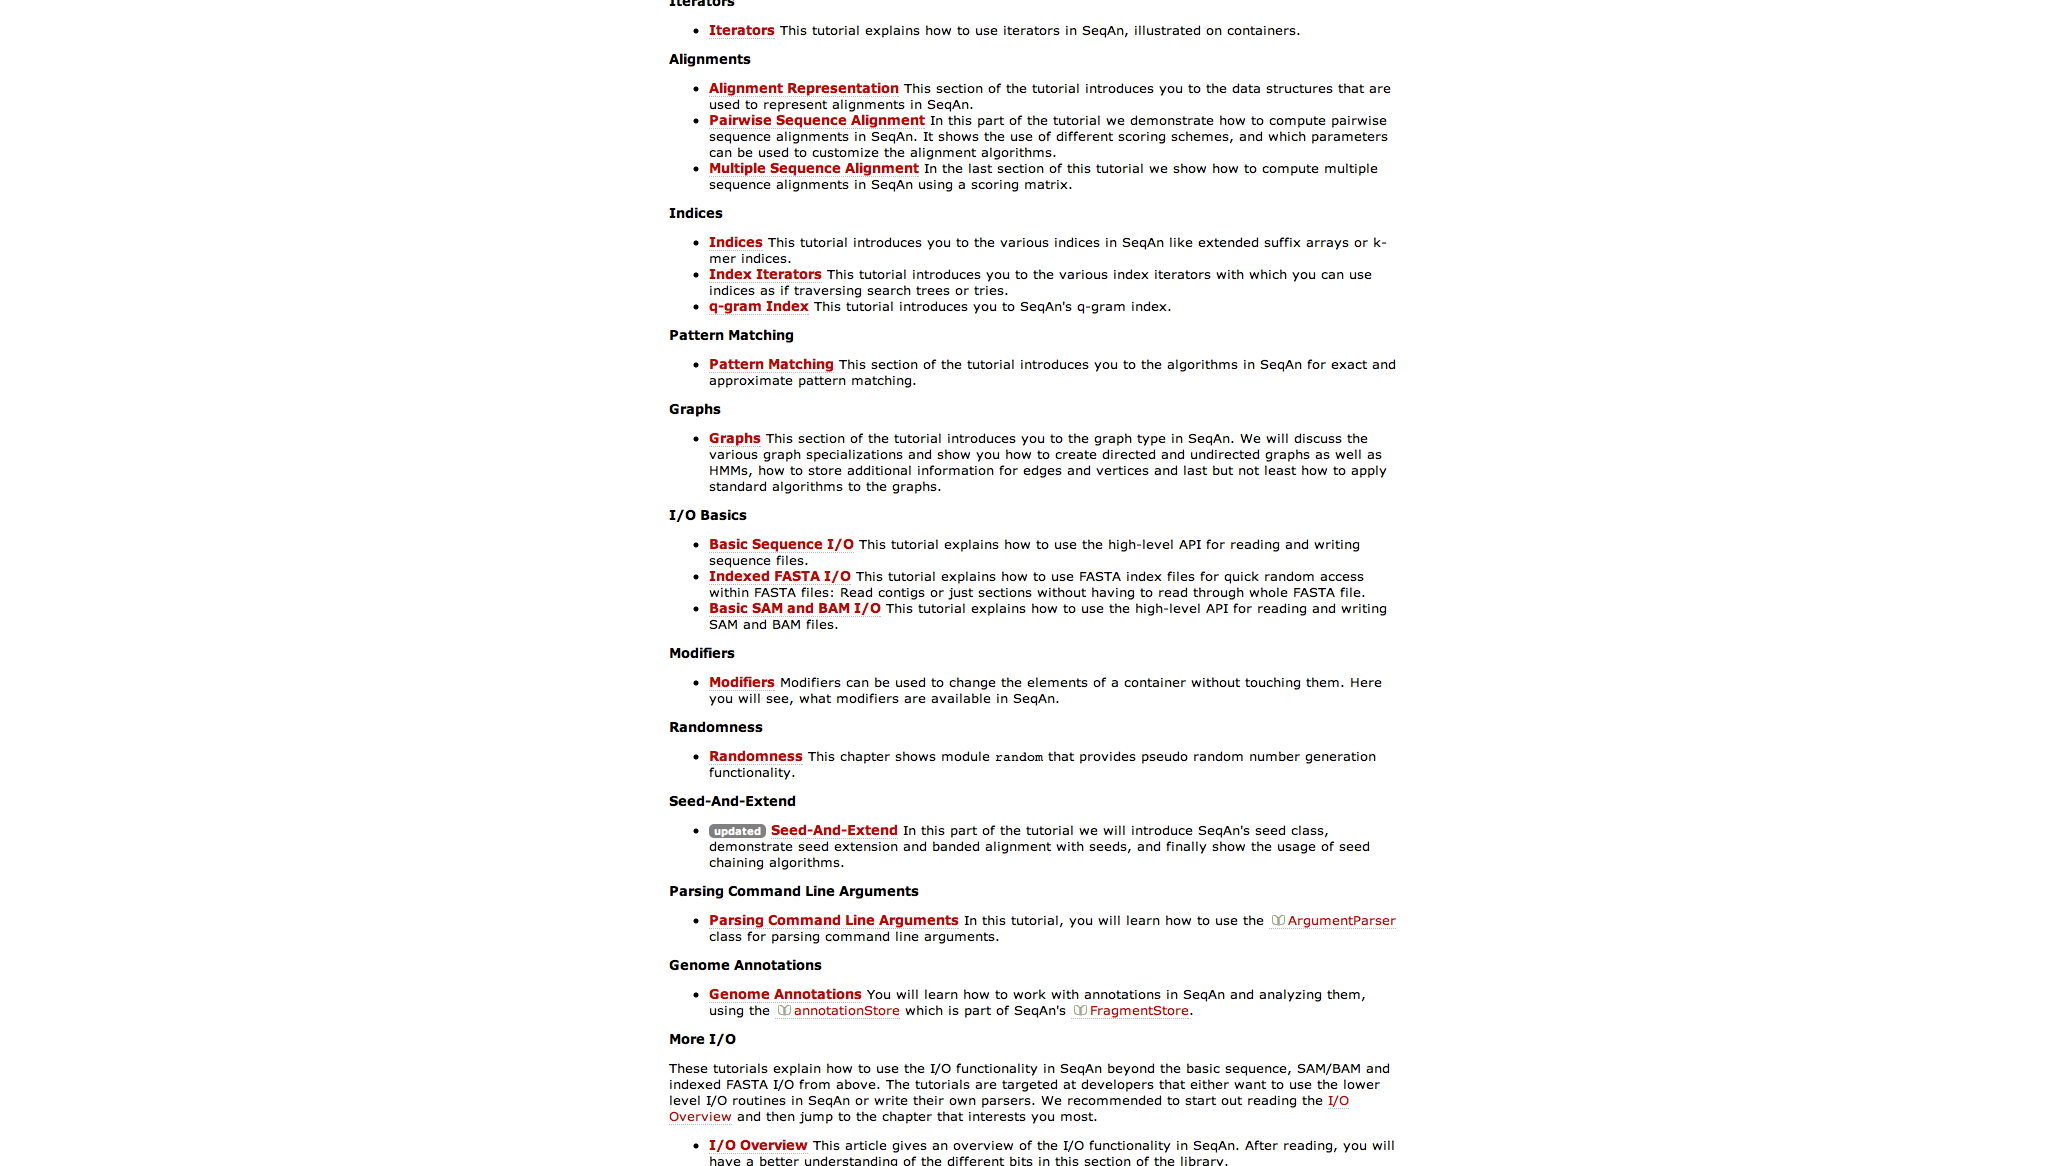 Iterators
Iterators This tutorial explains how to use iterators in SeqAn, illustrated on containers.
Alignments
Alignment Representation This section of the tutorial introduces you to the data structures that are
used to represent alignments in SeqAn.
Pairwise Sequence Alignment In this part of the tutorial we demonstrate how to compute pairwise
sequence alignments in SeqAn. It shows the use of different scoring schemes, and which parameters
can be used to customize the alignment algorithms.
Multiple Sequence Alignment In the last section of this tutorial we show how to compute multiple
sequence alignments in SeqAn using a scoring matrix.
Indices
Indices This tutorial introduces you to the various indices in SeqAn like extended suffix arrays or k-
mer indices.
Index Iterators This tutorial introduces you to the various index iterators with which you can use
indices as if traversing search trees or tries.
q-gram Index This tutorial introduces you to SeqAn's q-gram index.
Pattern Matching
Pattern Matching This section of the tutorial introduces you to the algorithms in SeqAn for exact and
approximate pattern matching.
Graphs
Graphs This section of the tutorial introduces you to the graph type in SeqAn. We will discuss the
various graph specializations and show you how to create directed and undirected graphs as well as
HMMs, how to store additional information for edges and vertices and last but not least how to apply
standard algorithms to the graphs.
I/O Basics
Basic Sequence I/O This tutorial explains how to use the high-level API for reading and writing
sequence files.
Indexed FASTA I/O This tutorial explains how to use FASTA index files for quick random access
within FASTA files: Read contigs or just sections without having to read through whole FASTA file.
Basic SAM and BAM I/O This tutorial explains how to use the high-level API for reading and writing
SAM and BAM files.
Modifiers
Modifiers Modifiers can be used to change the elements of a container without touching them. Here
you will see, what modifiers are available in SeqAn.
Randomness
Randomness This chapter shows module random that provides pseudo random number generation
functionality.
Seed-And-Extend
updated Seed-And-Extend In this part of the tutorial we will introduce SeqAn's seed class,
demonstrate seed extension and banded alignment with seeds, and finally show the usage of seed
chaining algorithms.
Parsing Command Line Arguments
Parsing Command Line Arguments In this tutorial, you will learn how to use the ArgumentParser
class for parsing command line arguments.
Genome Annotations
Genome Annotations You will learn how to work with annotations in SeqAn and analyzing them,
using the annotationStore which is part of SeqAn's FragmentStore.
More I/O
These tutorials explain how to use the I/O functionality in SeqAn beyond the basic sequence, SAM/BAM and
indexed FASTA I/O from above. The tutorials are targeted at developers that either want to use the lower
level I/O routines in SeqAn or write their own parsers. We recommended to start out reading the I/O
Overview and then jump to the chapter that interests you most.
I/O Overview This article gives an overview of the I/O functionality in SeqAn. After reading, you will
have a better understanding of the different bits in this section of the library.